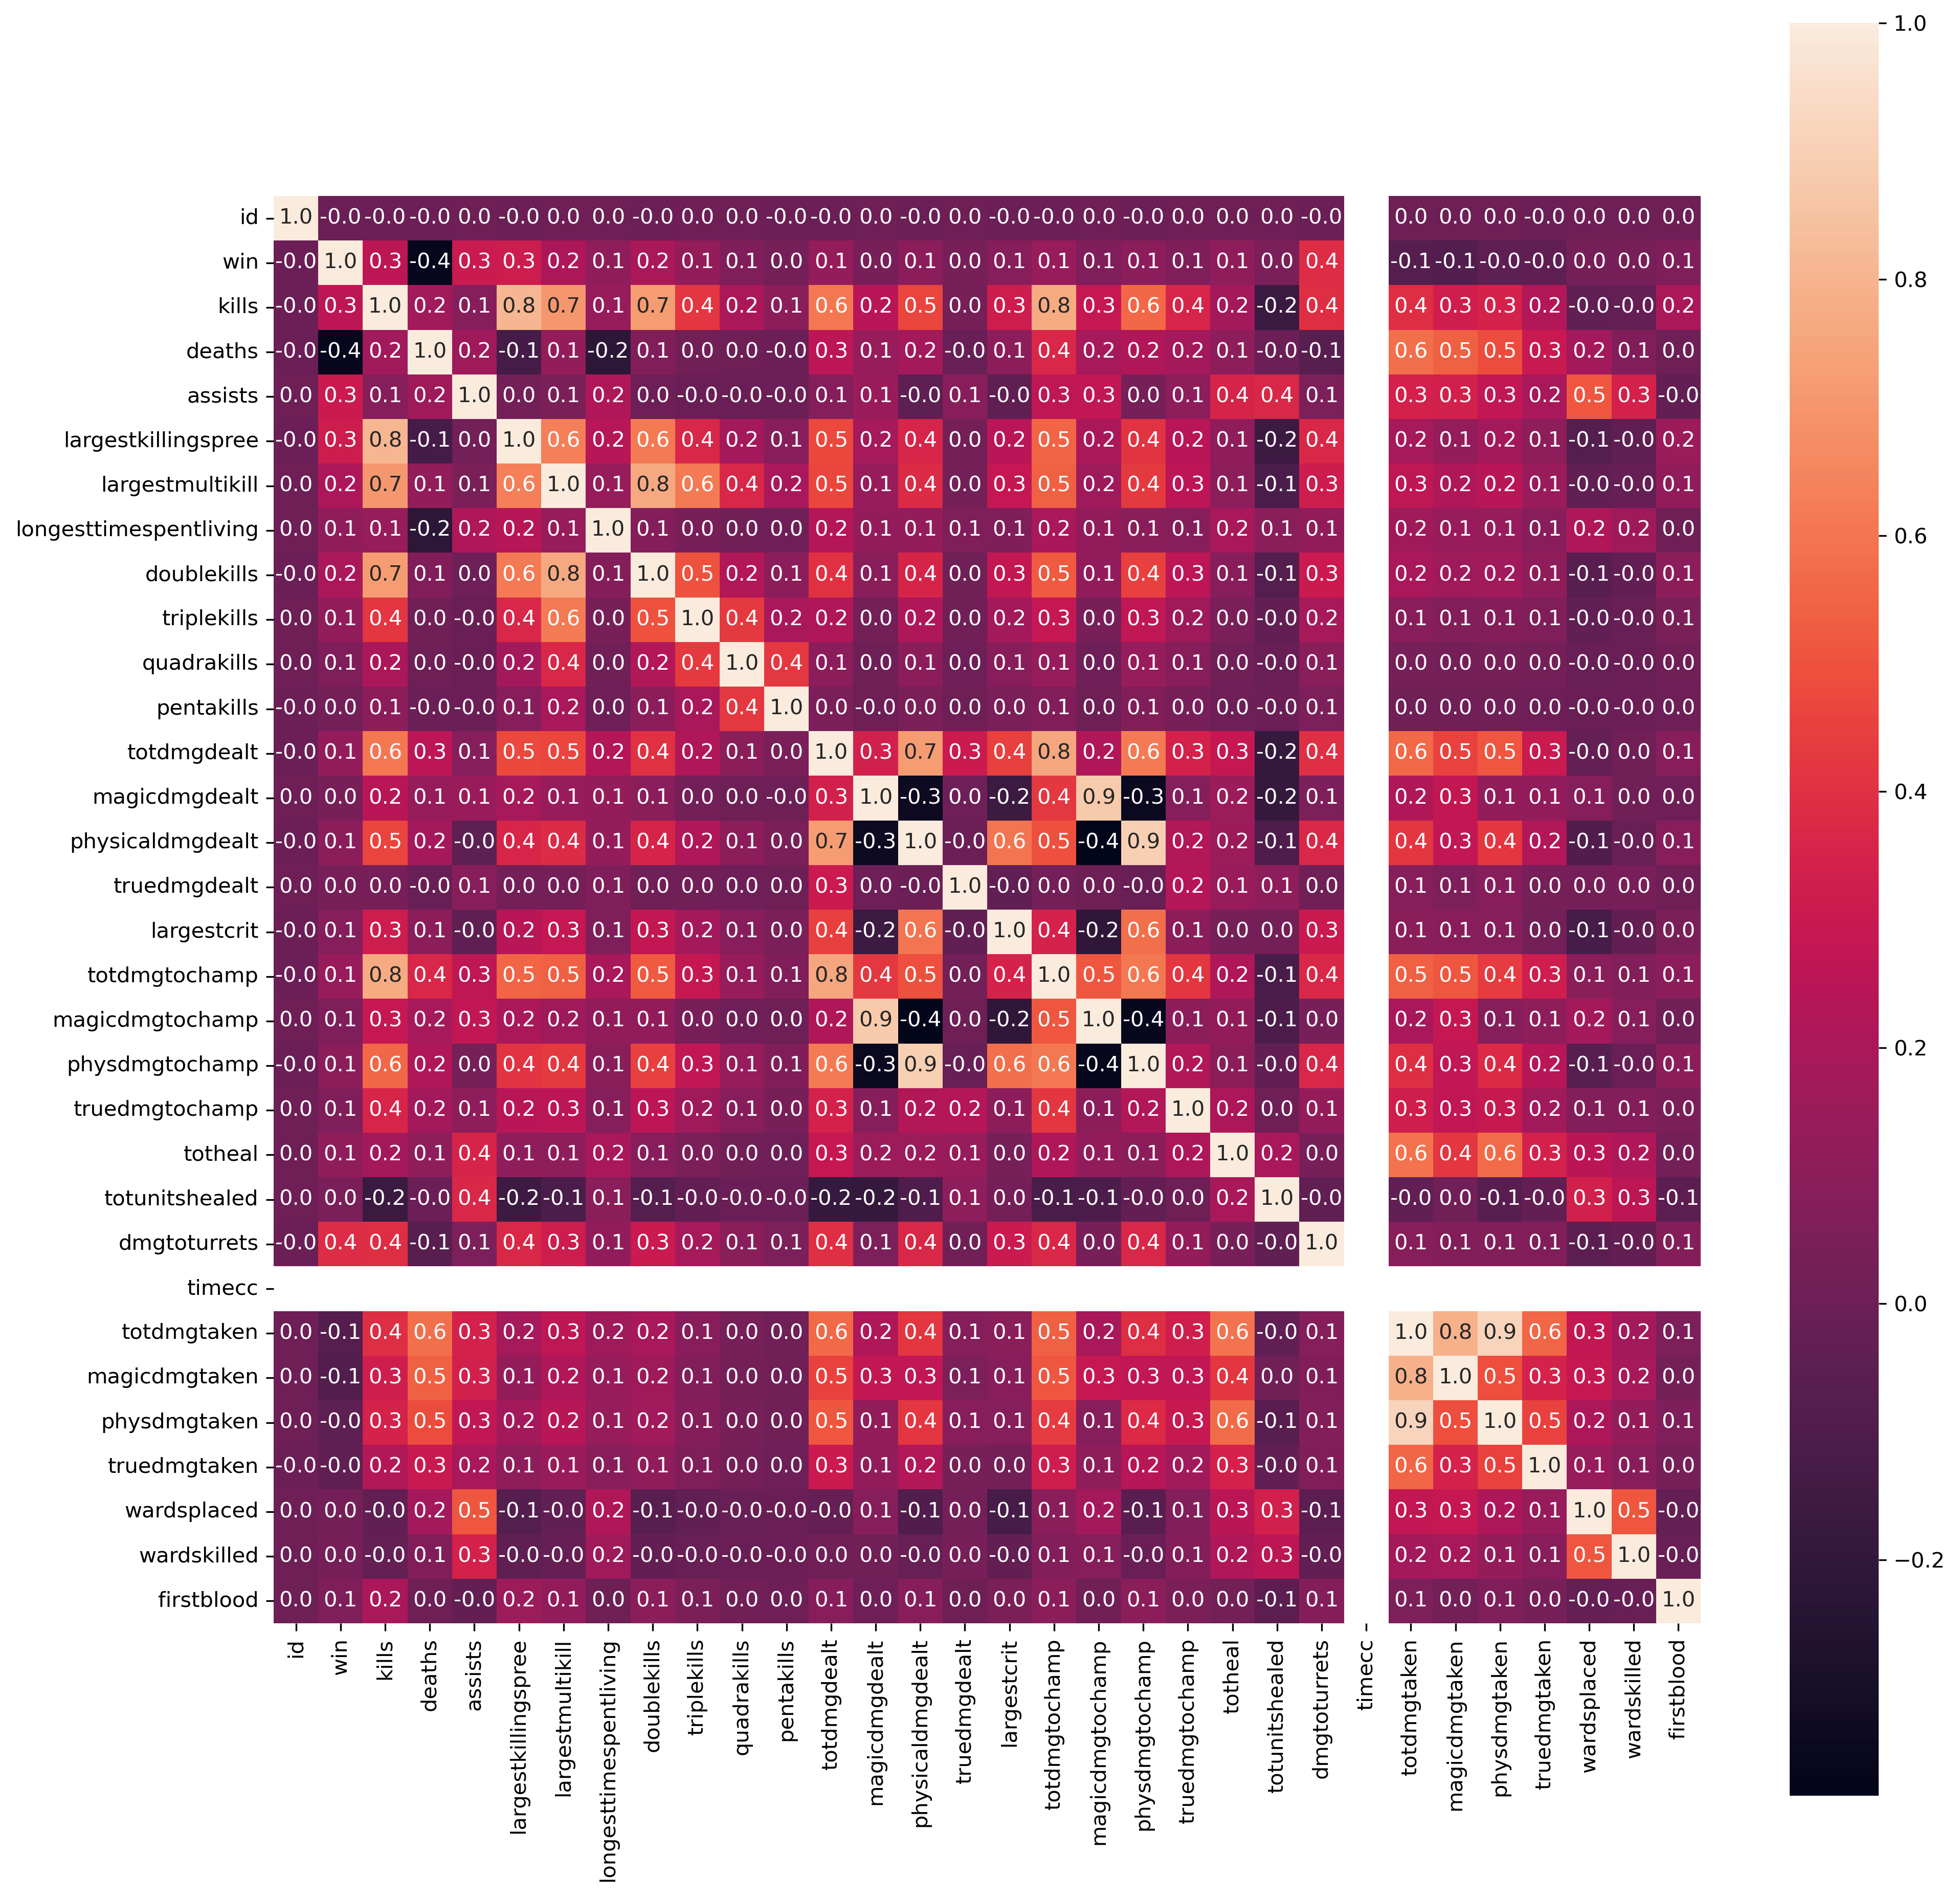 1.0
id 1.0 -0.0 -0.0 -0.0 0.0 -0.0 0.0 0.0 -0.0 0.0 0.0 -0.0 -0.0 0.0 -0.0 0.0 -0.0 -0.0 0.0 -0.0 0.0 0.0 0.0 -0.0 0.0 0.0 0.0 -0.0 0.0 0.0 0.0
win -0.0 1.0 0.3 -0.4 0.3 0.3 0.2 0.1 0.2 0.1 0.1 0.0 0.1 0.0 0.1 0.0 0.1 0.1 0.1 0.1 0.1 0.1 0.0 0.4 -0.1 -0.1 -0.0 -0.0 0.0 0.0 0.1
0.8
kills -0.0 0.3 1.0 0.2 0.1 0.8 0.7 0.1 0.7 0.4 0.2 0.1 0.6 0.2 0.5 0.0 0.3 0.8 0.3 0.6 0.4 0.2 -0.2 0.4 0.4 0.3 0.3 0.2 -0.0 -0.0 0.2
deaths -0.0 -0.4 0.2 1.0 0.2 -0.1 0.1 -0.2 0.1 0.0 0.0 -0.0 0.3 0.1 0.2 -0.0 0.1 0.4 0.2 0.2 0.2 0.1 -0.0 -0.1 0.6 0.5 0.5 0.3 0.2 0.1 0.0
assists 0.0 0.3 0.1 0.2 1.0 0.0 0.1 0.2 0.0 -0.0 -0.0 -0.0 0.1 0.1 -0.0 0.1 -0.0 0.3 0.3 0.0 0.1 0.4 0.4 0.1 0.3 0.3 0.3 0.2 0.5 0.3 -0.0
largestkillingspree -0.0 0.3 0.8 -0.1 0.0 1.0 0.6 0.2 0.6 0.4 0.2 0.1 0.5 0.2 0.4 0.0 0.2 0.5 0.2 0.4 0.2 0.1 -0.2 0.4 0.2 0.1 0.2 0.1 -0.1 -0.0 0.2
largestmultikill 0.0 0.2 0.7 0.1 0.1 0.6 1.0 0.1 0.8 0.6 0.4 0.2 0.5 0.1 0.4 0.0 0.3 0.5 0.2 0.4 0.3 0.1 -0.1 0.3 0.3 0.2 0.2 0.1 -0.0 -0.0 0.1
longesttimespentliving 0.0 0.1 0.1 -0.2 0.2 0.2 0.1 1.0 0.1 0.0 0.0 0.0 0.2 0.1 0.1 0.1 0.1 0.2 0.1 0.1 0.1 0.2 0.1 0.1 0.2 0.1 0.1 0.1 0.2 0.2 0.0
0.6
doublekills -0.0 0.2 0.7 0.1 0.0 0.6 0.8 0.1 1.0 0.5 0.2 0.1 0.4 0.1 0.4 0.0 0.3 0.5 0.1 0.4 0.3 0.1 -0.1 0.3 0.2 0.2 0.2 0.1 -0.1 -0.0 0.1
triplekills 0.0 0.1 0.4 0.0 -0.0 0.4 0.6 0.0 0.5 1.0 0.4 0.2 0.2 0.0 0.2 0.0 0.2 0.3 0.0 0.3 0.2 0.0 -0.0 0.2 0.1 0.1 0.1 0.1 -0.0 -0.0 0.1
quadrakills 0.0 0.1 0.2 0.0 -0.0 0.2 0.4 0.0 0.2 0.4 1.0 0.4 0.1 0.0 0.1 0.0 0.1 0.1 0.0 0.1 0.1 0.0 -0.0 0.1 0.0 0.0 0.0 0.0 -0.0 -0.0 0.0
pentakills -0.0 0.0 0.1 -0.0 -0.0 0.1 0.2 0.0 0.1 0.2 0.4 1.0 0.0 -0.0 0.0 0.0 0.0 0.1 0.0 0.1 0.0 0.0 -0.0 0.1 0.0 0.0 0.0 0.0 -0.0 -0.0 0.0
totdmgdealt -0.0 0.1 0.6 0.3 0.1 0.5 0.5 0.2 0.4 0.2 0.1 0.0 1.0 0.3 0.7 0.3 0.4 0.8 0.2 0.6 0.3 0.3 -0.2 0.4 0.6 0.5 0.5 0.3 -0.0 0.0 0.1
0.4
magicdmgdealt 0.0 0.0 0.2 0.1 0.1 0.2 0.1 0.1 0.1 0.0 0.0 -0.0 0.3 1.0 -0.3 0.0 -0.2 0.4 0.9 -0.3 0.1 0.2 -0.2 0.1 0.2 0.3 0.1 0.1 0.1 0.0 0.0
physicaldmgdealt -0.0 0.1 0.5 0.2 -0.0 0.4 0.4 0.1 0.4 0.2 0.1 0.0 0.7 -0.3 1.0 -0.0 0.6 0.5 -0.4 0.9 0.2 0.2 -0.1 0.4 0.4 0.3 0.4 0.2 -0.1 -0.0 0.1
truedmgdealt 0.0 0.0 0.0 -0.0 0.1 0.0 0.0 0.1 0.0 0.0 0.0 0.0 0.3 0.0 -0.0 1.0 -0.0 0.0 0.0 -0.0 0.2 0.1 0.1 0.0 0.1 0.1 0.1 0.0 0.0 0.0 0.0
largestcrit -0.0 0.1 0.3 0.1 -0.0 0.2 0.3 0.1 0.3 0.2 0.1 0.0 0.4 -0.2 0.6 -0.0 1.0 0.4 -0.2 0.6 0.1 0.0 0.0 0.3 0.1 0.1 0.1 0.0 -0.1 -0.0 0.0
totdmgtochamp -0.0 0.1 0.8 0.4 0.3 0.5 0.5 0.2 0.5 0.3 0.1 0.1 0.8 0.4 0.5 0.0 0.4 1.0 0.5 0.6 0.4 0.2 -0.1 0.4 0.5 0.5 0.4 0.3 0.1 0.1 0.1
magicdmgtochamp 0.0 0.1 0.3 0.2 0.3 0.2 0.2 0.1 0.1 0.0 0.0 0.0 0.2 0.9 -0.4 0.0 -0.2 0.5 1.0 -0.4 0.1 0.1 -0.1 0.0 0.2 0.3 0.1 0.1 0.2 0.1 0.0
0.2
physdmgtochamp -0.0 0.1 0.6 0.2 0.0 0.4 0.4 0.1 0.4 0.3 0.1 0.1 0.6 -0.3 0.9 -0.0 0.6 0.6 -0.4 1.0 0.2 0.1 -0.0 0.4 0.4 0.3 0.4 0.2 -0.1 -0.0 0.1
truedmgtochamp 0.0 0.1 0.4 0.2 0.1 0.2 0.3 0.1 0.3 0.2 0.1 0.0 0.3 0.1 0.2 0.2 0.1 0.4 0.1 0.2 1.0 0.2 0.0 0.1 0.3 0.3 0.3 0.2 0.1 0.1 0.0
totheal 0.0 0.1 0.2 0.1 0.4 0.1 0.1 0.2 0.1 0.0 0.0 0.0 0.3 0.2 0.2 0.1 0.0 0.2 0.1 0.1 0.2 1.0 0.2 0.0 0.6 0.4 0.6 0.3 0.3 0.2 0.0
totunitshealed 0.0 0.0 -0.2 -0.0 0.4 -0.2 -0.1 0.1 -0.1 -0.0 -0.0 -0.0 -0.2 -0.2 -0.1 0.1 0.0 -0.1 -0.1 -0.0 0.0 0.2 1.0 -0.0 -0.0 0.0 -0.1 -0.0 0.3 0.3 -0.1
dmgtoturrets -0.0 0.4 0.4 -0.1 0.1 0.4 0.3 0.1 0.3 0.2 0.1 0.1 0.4 0.1 0.4 0.0 0.3 0.4 0.0 0.4 0.1 0.0 -0.0 1.0 0.1 0.1 0.1 0.1 -0.1 -0.0 0.1
timecc
0.0
totdmgtaken 0.0 -0.1 0.4 0.6 0.3 0.2 0.3 0.2 0.2 0.1 0.0 0.0 0.6 0.2 0.4 0.1 0.1 0.5 0.2 0.4 0.3 0.6 -0.0 0.1 1.0 0.8 0.9 0.6 0.3 0.2 0.1
magicdmgtaken 0.0 -0.1 0.3 0.5 0.3 0.1 0.2 0.1 0.2 0.1 0.0 0.0 0.5 0.3 0.3 0.1 0.1 0.5 0.3 0.3 0.3 0.4 0.0 0.1 0.8 1.0 0.5 0.3 0.3 0.2 0.0
physdmgtaken 0.0 -0.0 0.3 0.5 0.3 0.2 0.2 0.1 0.2 0.1 0.0 0.0 0.5 0.1 0.4 0.1 0.1 0.4 0.1 0.4 0.3 0.6 -0.1 0.1 0.9 0.5 1.0 0.5 0.2 0.1 0.1
truedmgtaken -0.0 -0.0 0.2 0.3 0.2 0.1 0.1 0.1 0.1 0.1 0.0 0.0 0.3 0.1 0.2 0.0 0.0 0.3 0.1 0.2 0.2 0.3 -0.0 0.1 0.6 0.3 0.5 1.0 0.1 0.1 0.0
wardsplaced 0.0 0.0 -0.0 0.2 0.5 -0.1 -0.0 0.2 -0.1 -0.0 -0.0 -0.0 -0.0 0.1 -0.1 0.0 -0.1 0.1 0.2 -0.1 0.1 0.3 0.3 -0.1 0.3 0.3 0.2 0.1 1.0 0.5 -0.0
wardskilled 0.0 0.0 -0.0 0.1 0.3 -0.0 -0.0 0.2 -0.0 -0.0 -0.0 -0.0 0.0 0.0 -0.0 0.0 -0.0 0.1 0.1 -0.0 0.1 0.2 0.3 -0.0 0.2 0.2 0.1 0.1 0.5 1.0 -0.0
−0.2
firstblood 0.0 0.1 0.2 0.0 -0.0 0.2 0.1 0.0 0.1 0.1 0.0 0.0 0.1 0.0 0.1 0.0 0.0 0.1 0.0 0.1 0.0 0.0 -0.1 0.1 0.1 0.0 0.1 0.0 -0.0 -0.0 1.0
id
win
kills
deaths
assists
largestkillingspree
largestmultikill
longesttimespentliving
doublekills
triplekills
quadrakills
pentakills
totdmgdealt
magicdmgdealt
physicaldmgdealt
truedmgdealt
largestcrit
totdmgtochamp
magicdmgtochamp
physdmgtochamp
truedmgtochamp
totheal
totunitshealed
dmgtoturrets
timecc
totdmgtaken
magicdmgtaken
physdmgtaken
truedmgtaken
wardsplaced
wardskilled
firstblood